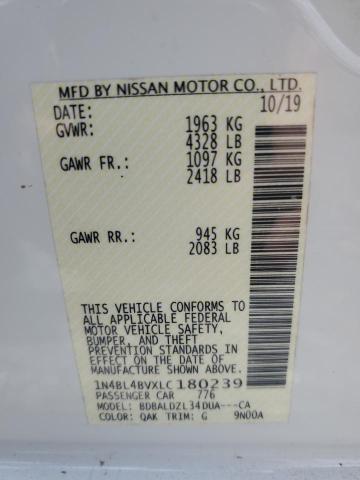 MFD BY NISSAN MOTOR CO., LTD.
DATE: 10/19
GVWR: 1963 KG
4328 LB
GAWR FR.: 1097 KG
2418 LB
GAWR RR.: 945 KG
2083 LB
THIS VEHICLE CONFORMS TO
ALL APPLICABLE FEDERAL
MOTOR VEHICLE SAFETY,
BUMPER, AND THEFT
PREVENTION STANDARDS IN
EFFECT ON THE DATE OF
MANUFACTURE SHOWN ABOVE.
1N4BL4BVXLC180239
PASSENGER CAR 776
MODEL: BDBALDZL34DUA---CA
COLOR: QAK TRIM: G 9N00A